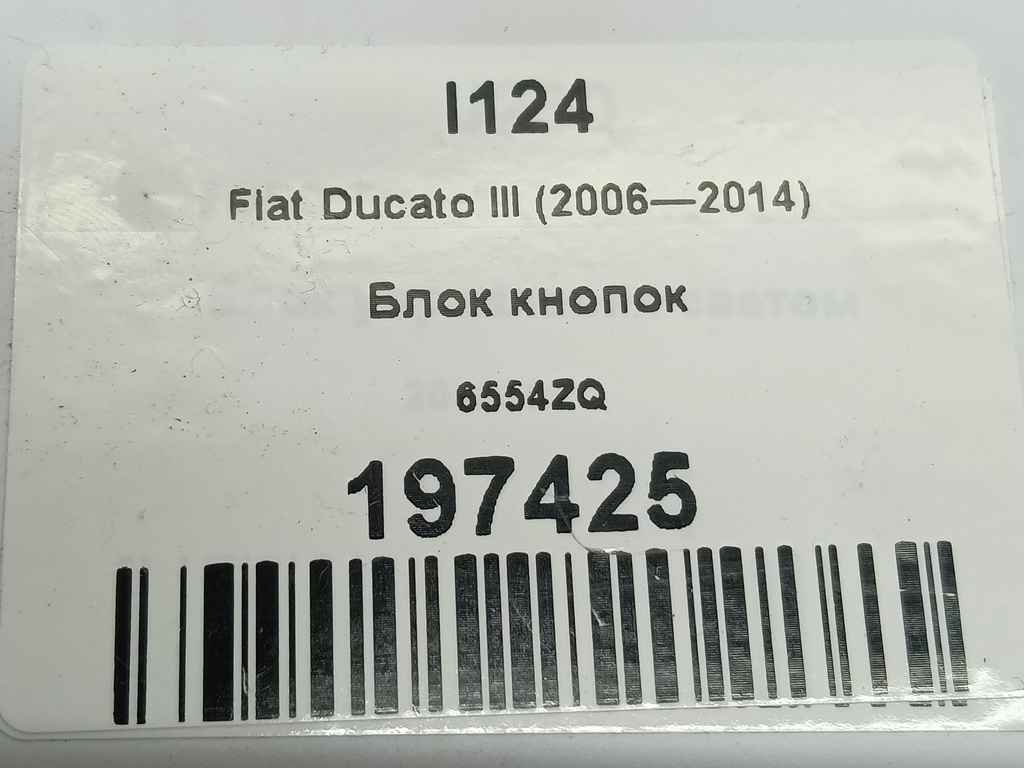 I124
Fiat Ducato III (2006—2014)
Блок кнопок
6554ZQ
197425